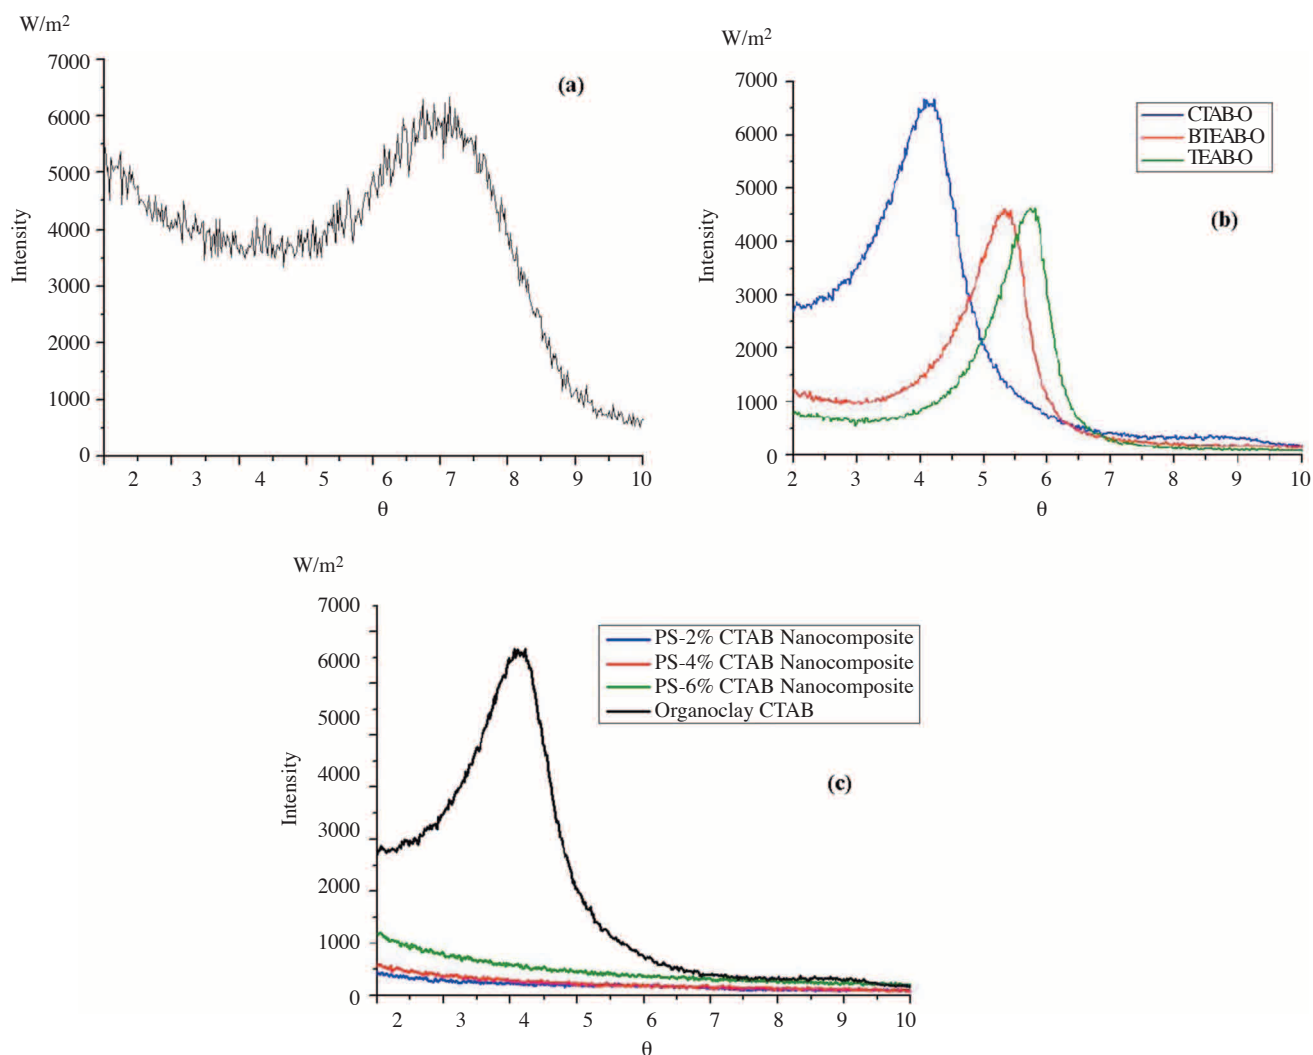 W/m2
7000
6000
5000
4000
3000
2000
1000
0
Intensity
(a)
2 3 4 5 6 7 8 9 10
θ
W/m2
7000
6000
5000
4000
3000
2000
1000
0
Intensity
CTAB-O
BTEAB-O
TEAB-O
(b)
2 3 4 5 6 7 8 9 10
θ
W/m2
7000
6000
5000
4000
3000
2000
1000
0
Intensity
PS-2% CTAB Nanocomposite
PS-4% CTAB Nanocomposite
PS-6% CTAB Nanocomposite
Organoclay CTAB
(c)
2 3 4 5 6 7 8 9 10
θ